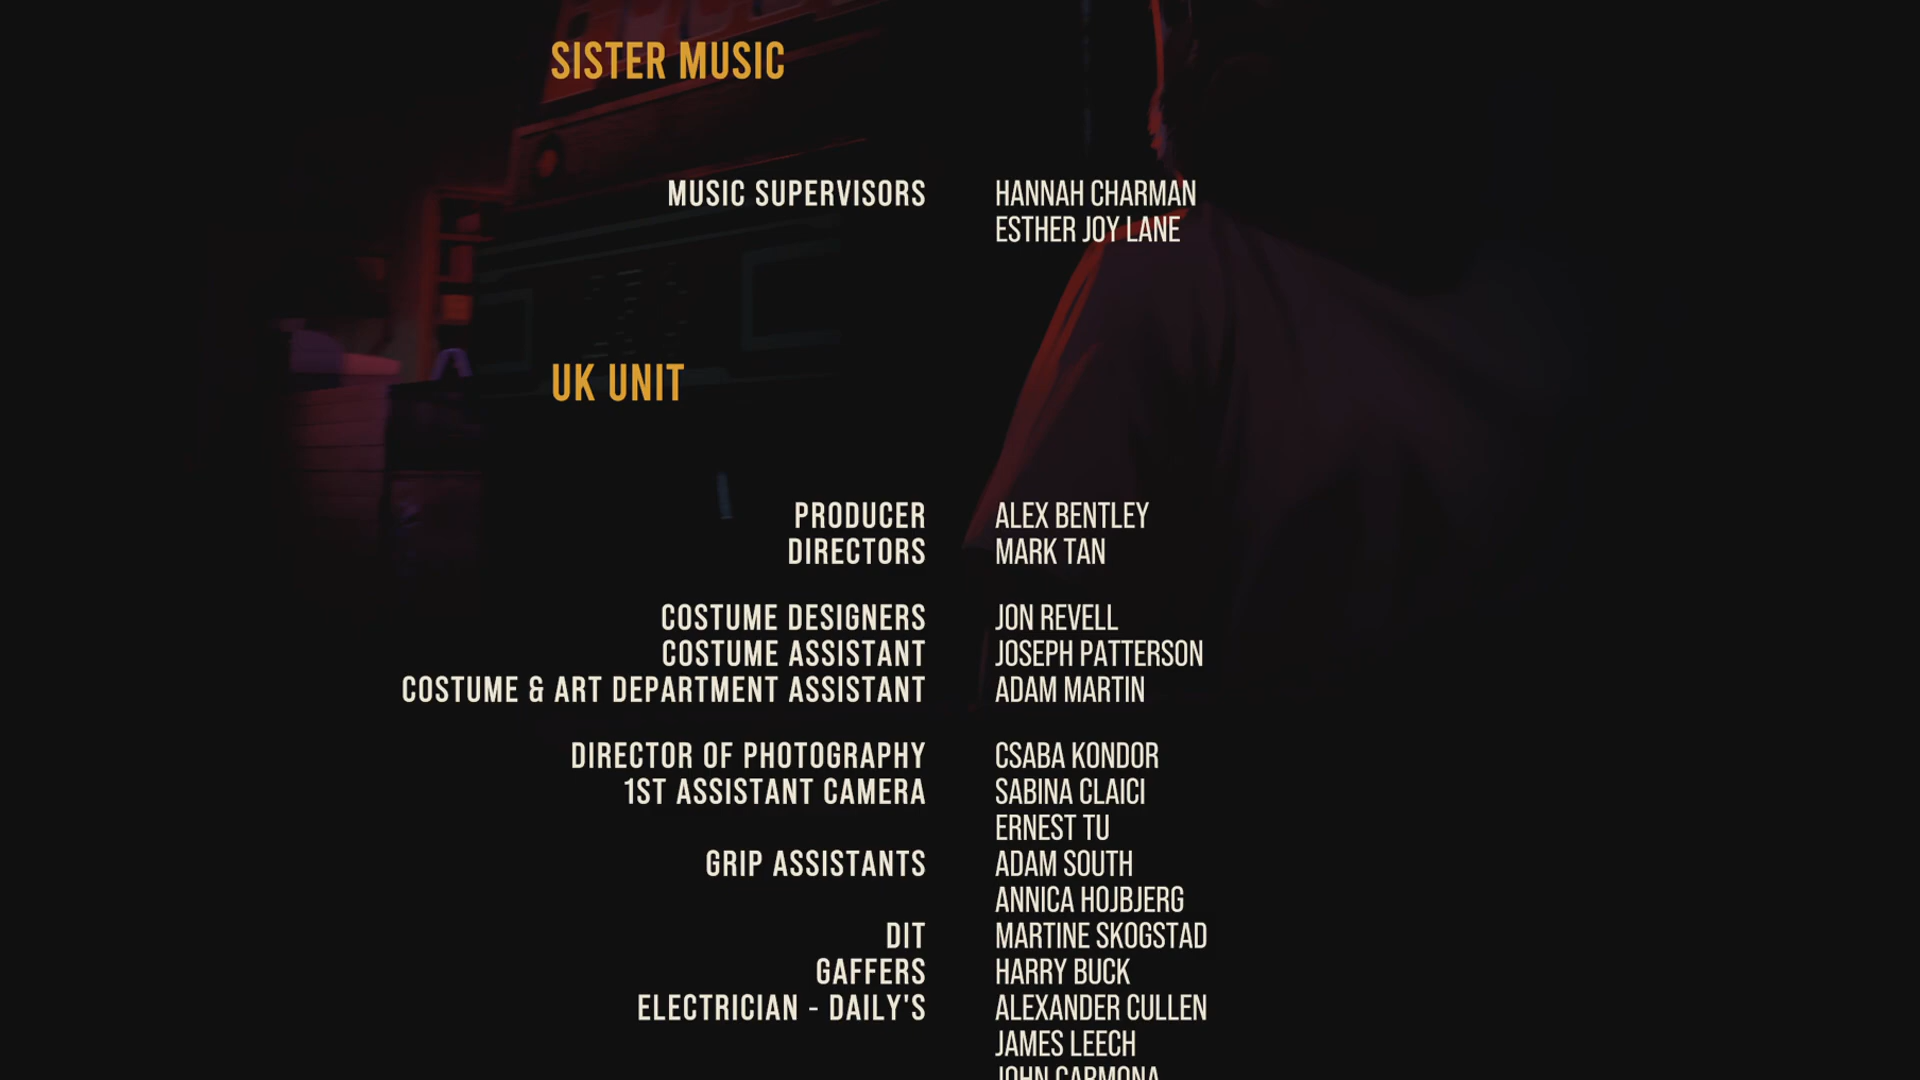 SISTER MUSIC
MUSIC SUPERVISORS HANNAH CHARMAN
ESTHER JOY LANE
UK UNIT
PRODUCER ALEX BENTLEY
DIRECTORS MARK TAN
COSTUME DESIGNERS JON REVELL
COSTUME ASSISTANT JOSEPH PATTERSON
COSTUME & ART DEPARTMENT ASSISTANT ADAM MARTIN
DIRECTOR OF PHOTOGRAPHY CSABA KONDOR
1ST ASSISTANT CAMERA SABINA CLAICI
ERNEST TU
GRIP ASSISTANTS ADAM SOUTH
ANNICA HOJBJERG
DIT MARTINE SKOGSTAD
GAFFERS HARRY BUCK
ELECTRICIAN - DAILY'S ALEXANDER CULLEN
JAMES LEECH
JOHN CARMONA